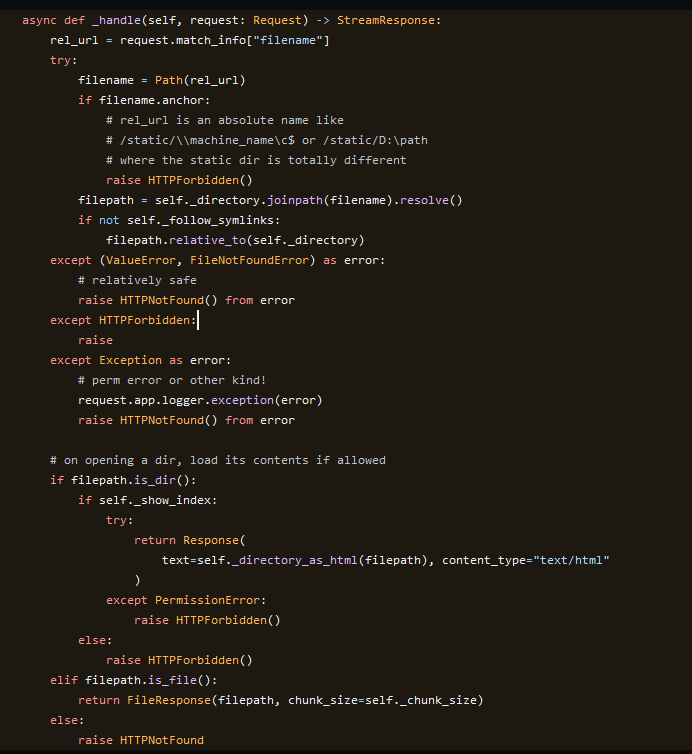 async def _handle(self, request: Request) -> StreamResponse:
    rel_url = request.match_info["filename"]
    try:
        filename = Path(rel_url)
        if filename.anchor:
            # rel_url is an absolute name like
            # /static/\\machine_name\c$ or /static/D:\path
            # where the static dir is totally different
            raise HTTPForbidden()
        filepath = self._directory.joinpath(filename).resolve()
        if not self._follow_symlinks:
            filepath.relative_to(self._directory)
    except (ValueError, FileNotFoundError) as error:
        # relatively safe
        raise HTTPNotFound() from error
    except HTTPForbidden:
        raise
    except Exception as error:
        # perm error or other kind!
        request.app.logger.exception(error)
        raise HTTPNotFound() from error
    # on opening a dir, load its contents if allowed
    if filepath.is_dir():
        if self._show_index:
            try:
                return Response(
                    text=self._directory_as_html(filepath), content_type="text/html"
                )
            except PermissionError:
                raise HTTPForbidden()
        else:
            raise HTTPForbidden()
    elif filepath.is_file():
        return FileResponse(filepath, chunk_size=self._chunk_size)
    else:
        raise HTTPNotFound